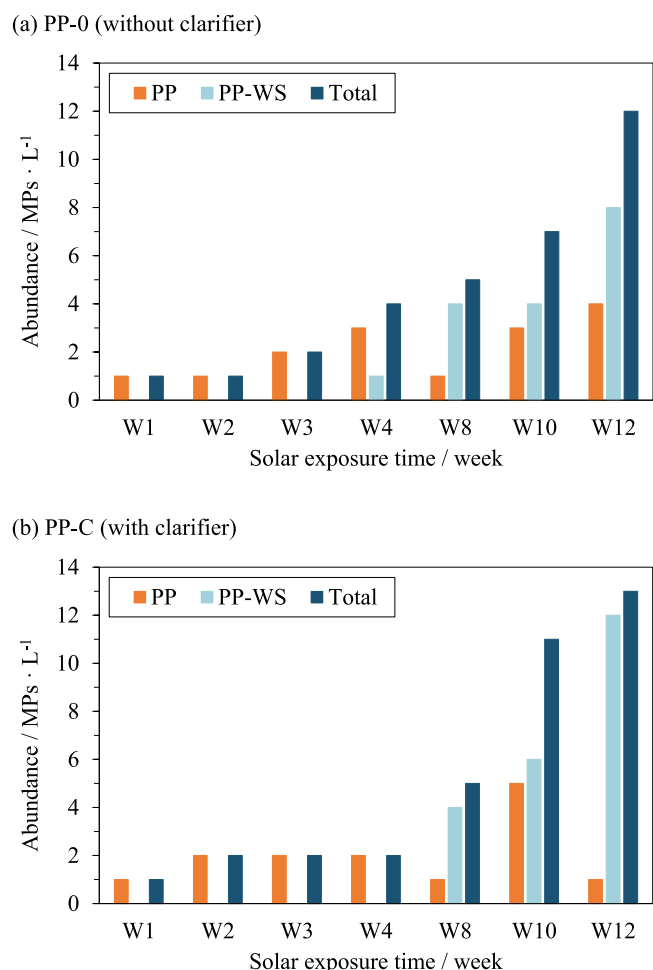 (a) PP-0 (without clarifier)
14
12
10
8
6
4
2
0
Abundance / MPs · L⁻¹
PP PP-WS Total
W1 W2 W3 W4 W8 W10 W12
Solar exposure time / week
(b) PP-C (with clarifier)
14
12
10
8
6
4
2
0
Abundance / MPs · L⁻¹
PP PP-WS Total
W1 W2 W3 W4 W8 W10 W12
Solar exposure time / week